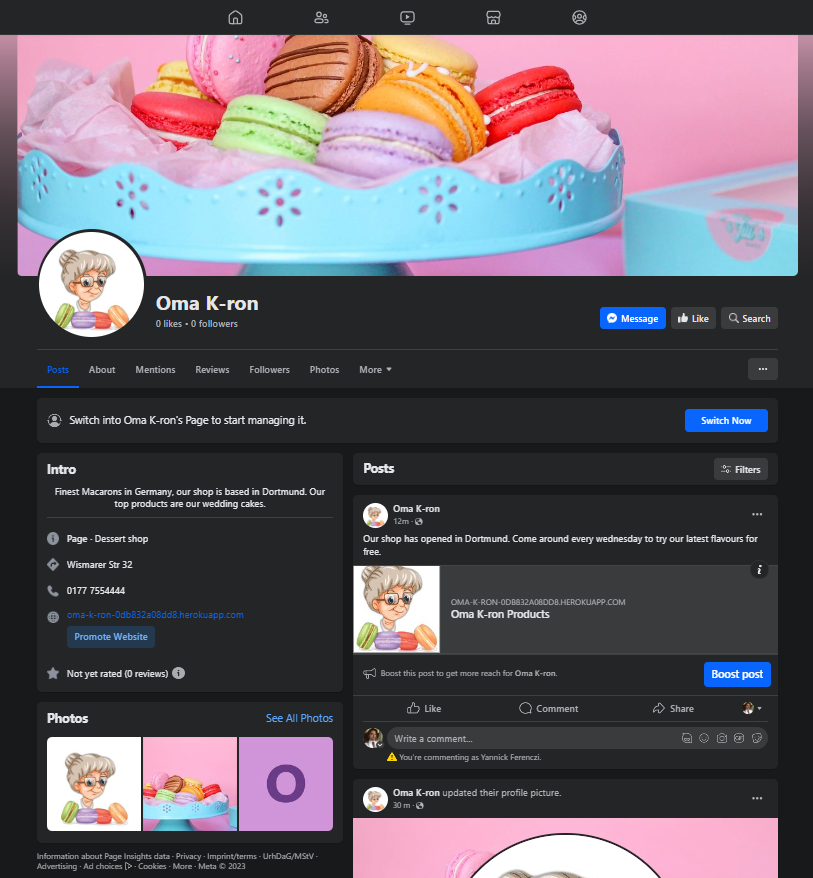 Oma K-ron
0 likes • 0 followers
Message
Like
Search
Posts
About
Mentions
Reviews
Followers
Photos
More
Switch into Oma K-ron's Page to start managing it.
Switch Now
Intro
Finest Macarons in Germany, our shop is based in Dortmund. Our
top products are our wedding cakes.
Page · Dessert shop
Wismarer Str 32
0177 7554444
oma-k-ron-0db832a08dd8.herokuapp.com
Promote Website
Not yet rated (0 reviews)
Photos
See All Photos
O
Information about Page Insights data · Privacy · Imprint/terms · UrhDaG/MStV ·
Advertising · Ad choices · Cookies · More · Meta © 2023
Posts
Filters
Oma K-ron
12m ·
Our shop has opened in Dortmund. Come around every wednesday to try our latest flavours for
free.
OMA-K-RON-0DB832A08DD8.HEROKUAPP.COM
Oma K-ron Products
Boost this post to get more reach for Oma K-ron.
Boost post
Like
Comment
Share
Write a comment...
GIF
You're commenting as Yannick Ferenczi.
Oma K-ron updated their profile picture.
30 m ·